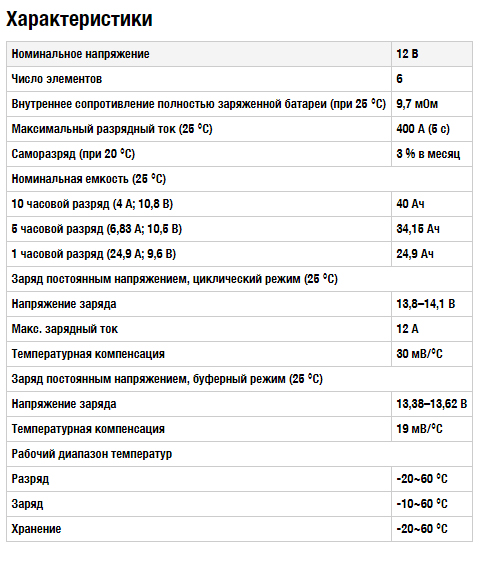 Характеристики
Номинальное напряжение 12 В
Число элементов 6
Внутреннее сопротивление полностью заряженной батареи (при 25 °С) 9,7 мОм
Максимальный разрядный ток (25 °С) 400 А (5 с)
Саморазряд (при 20 °С) 3 % в месяц
Номинальная емкость (25 °С)
10 часовой разряд (4 А; 10,8 В) 40 Ач
5 часовой разряд (6,83 А; 10,5 В) 34,15 Ач
1 часовой разряд (24,9 А; 9,6 В) 24,9 Ач
Заряд постоянным напряжением, циклический режим (25 °С)
Напряжение заряда 13,8–14,1 В
Макс. зарядный ток 12 А
Температурная компенсация 30 мВ/°С
Заряд постоянным напряжением, буферный режим (25 °С)
Напряжение заряда 13,38–13,62 В
Температурная компенсация 19 мВ/°С
Рабочий диапазон температур
Разряд -20~60 °С
Заряд -10~60 °С
Хранение -20~60 °С